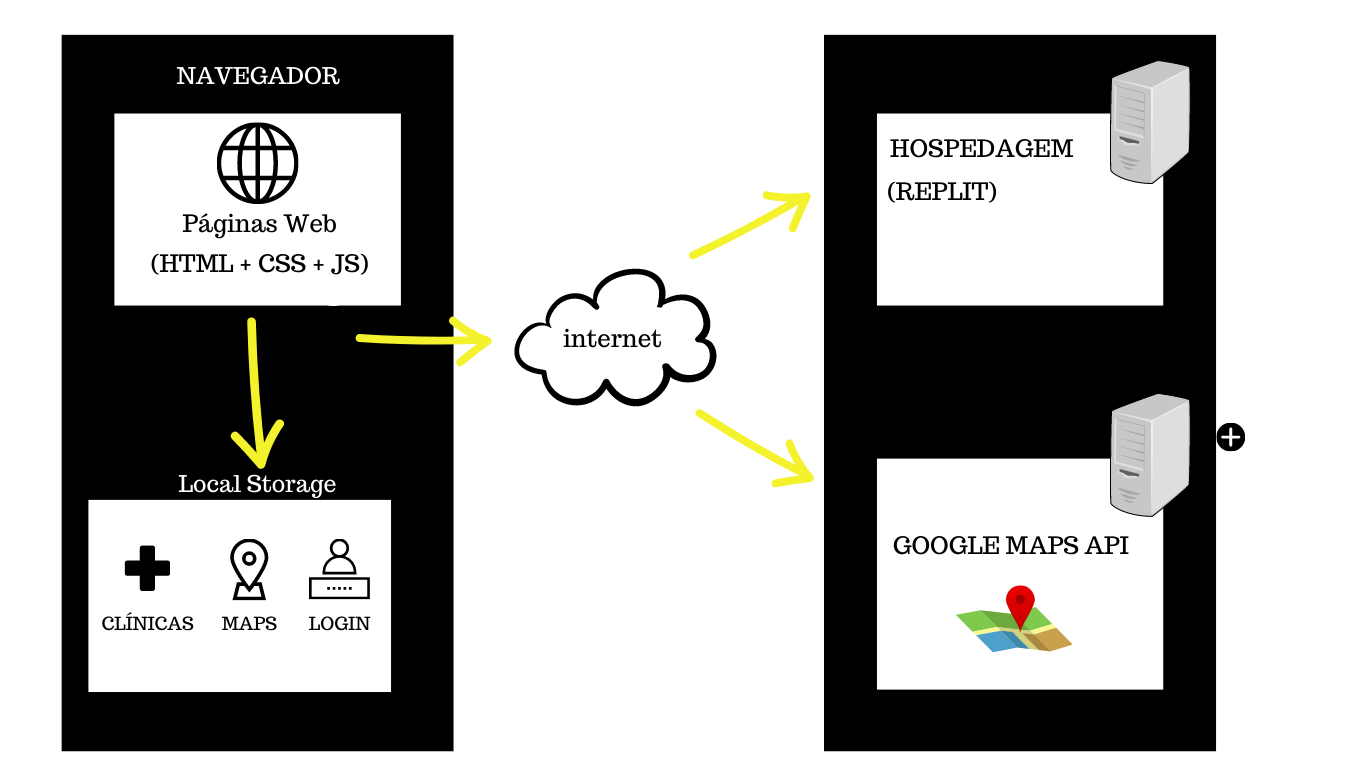 NAVEGADOR
Páginas Web
(HTML + CSS + JS)
Local Storage
CLÍNICAS
MAPS
LOGIN
internet
HOSPEDAGEM
(REPLIT)
GOOGLE MAPS API